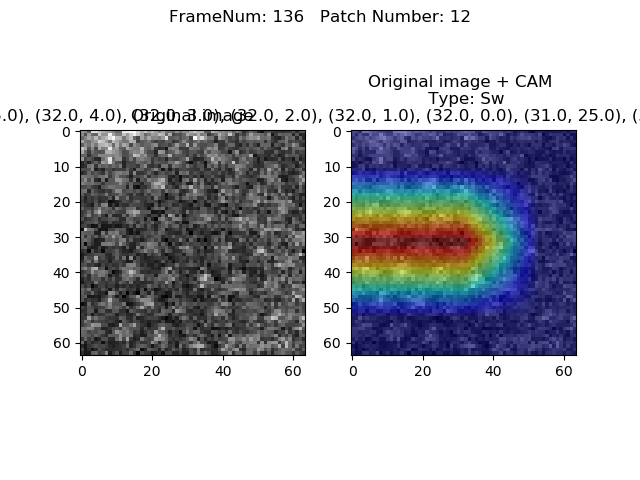 FrameNum: 136   Patch Number: 12
Original image + CAM
Type: Sw
.0), (32.0, 4.0), (32.0, 3.0), (32.0, 2.0), (32.0, 1.0), (32.0, 0.0), (31.0, 25.0), (
Original image
0
10
20
30
40
50
60
0 20 40 60
0
10
20
30
40
50
60
0 20 40 60